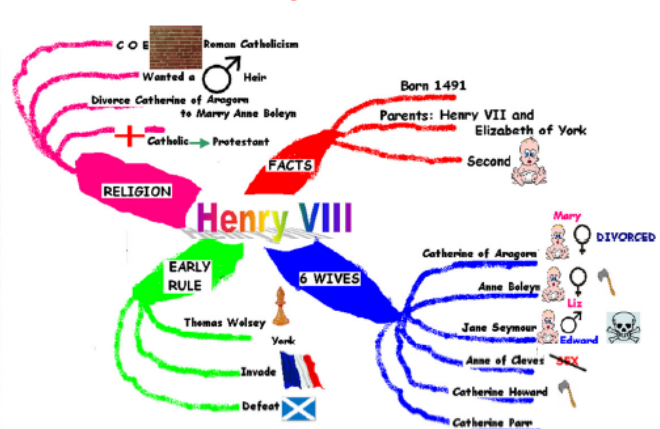 C O E Roman Catholicism
Wanted a Heir
Divorce Catherine of Aragorn
to Marry Anne Boleyn
Catholic Protestant
RELIGION
Born 1491
Parents: Henry VII and
Elizabeth of York
Second
FACTS
Henry VIII
EARLY
RULE
Thomas Wolsey
York
Invade
Defeat
6 WIVES
Mary
Catherine of Aragorn DIVORCED
Anne Boleyn
Liz
Jane Seymour Edward
Anne of Cleves SEX
Catherine Howard
Catherine Parr